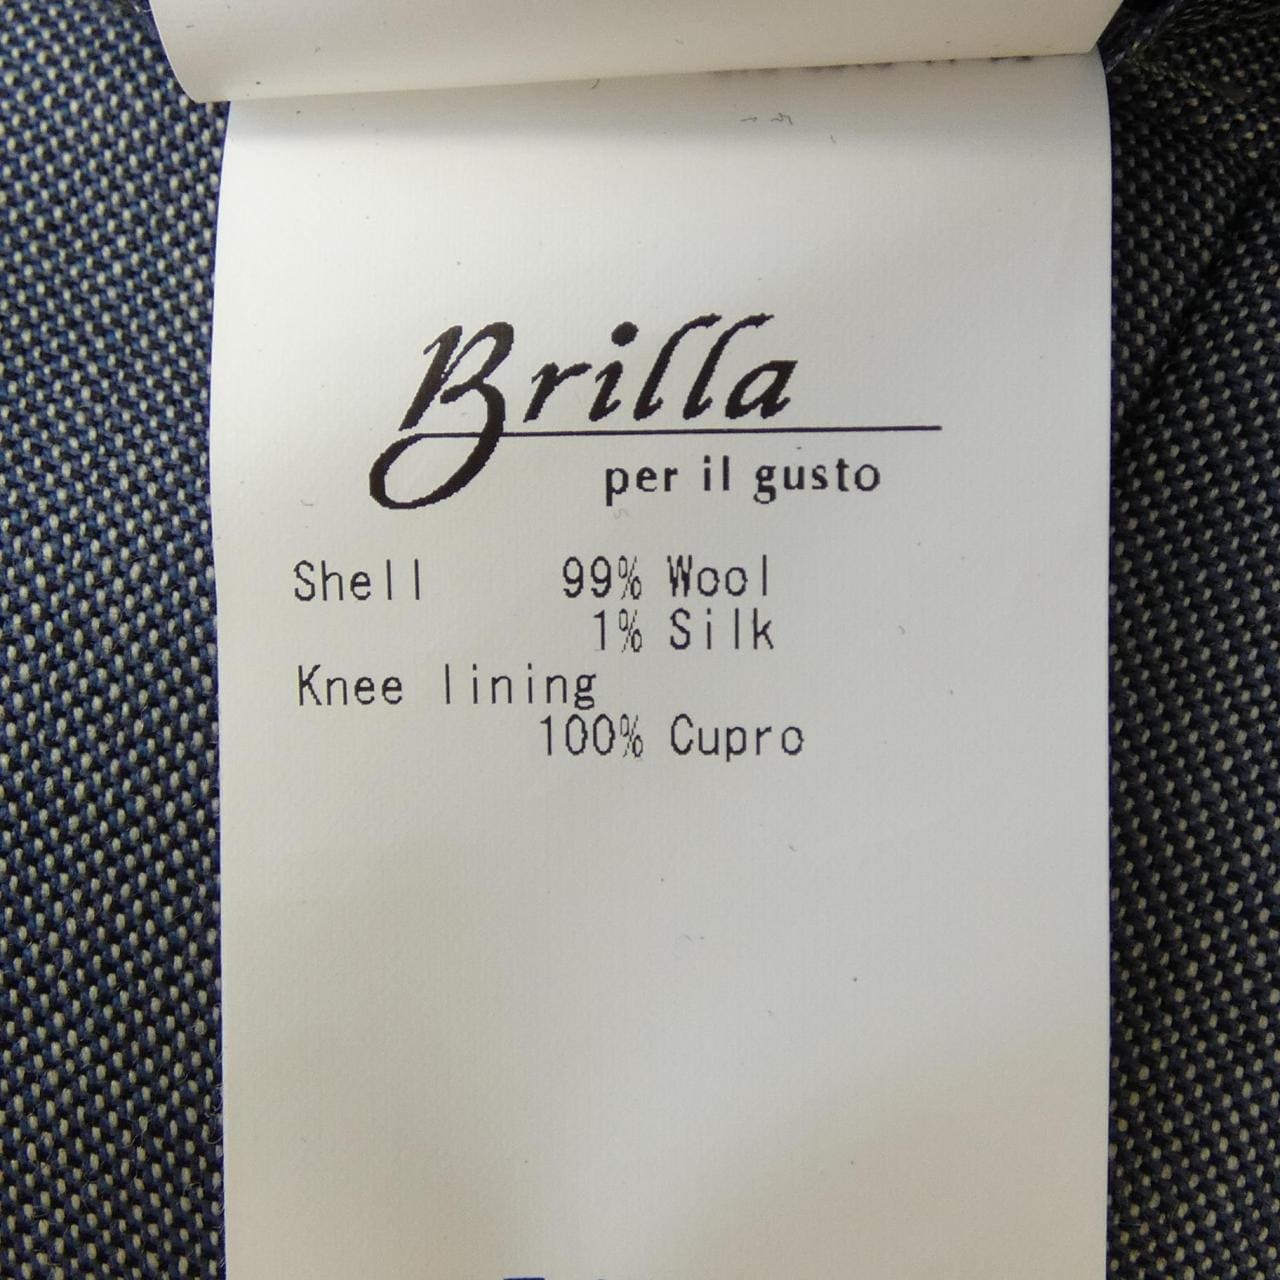 Brilla
per il gusto
Shell 99% Wool
1% Silk
Knee lining
100% Cupro